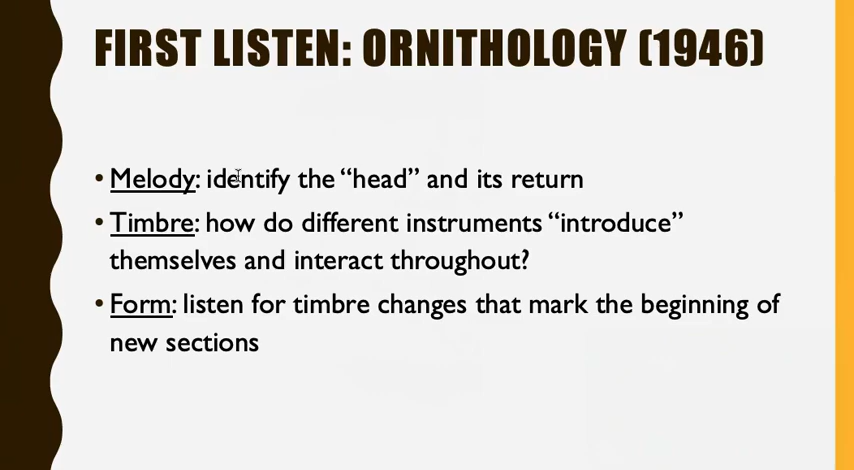 FIRST LISTEN: ORNITHOLOGY (1946)
• Melody: identify the “head” and its return
• Timbre: how do different instruments “introduce”
themselves and interact throughout?
• Form: listen for timbre changes that mark the beginning of
new sections